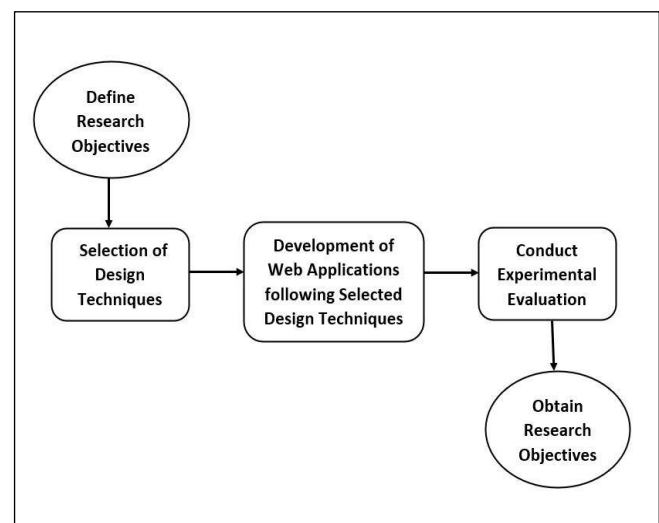 Define
Research
Objectives
Selection of
Design
Techniques
Development of
Web Applications
following Selected
Design Techniques
Conduct
Experimental
Evaluation
Obtain
Research
Objectives